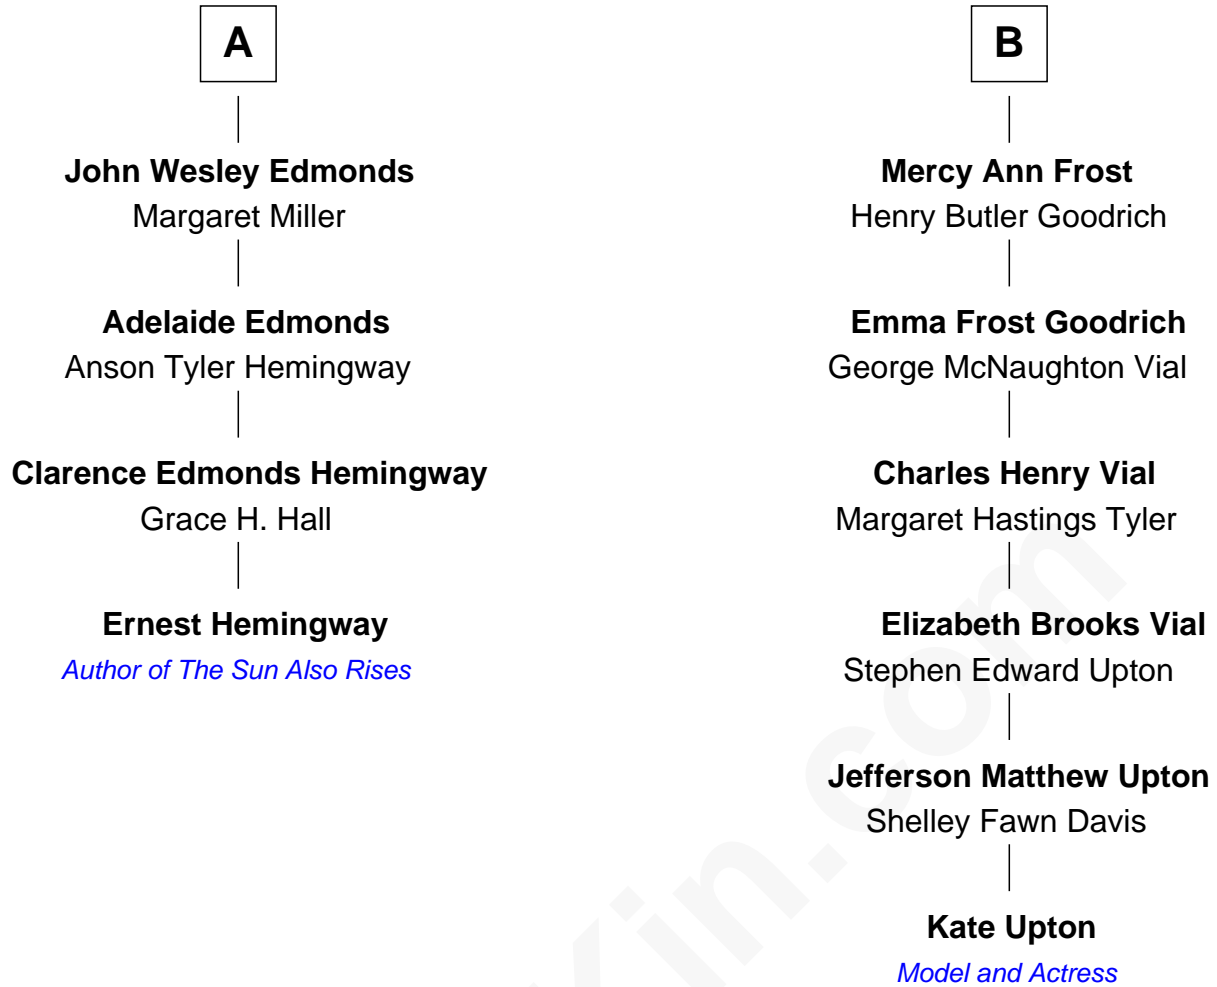 A
John Wesley Edmonds
Margaret Miller
Adelaide Edmonds
Anson Tyler Hemingway
Clarence Edmonds Hemingway
Grace H. Hall
Ernest Hemingway
Author of The Sun Also Rises
B
Mercy Ann Frost
Henry Butler Goodrich
Emma Frost Goodrich
George McNaughton Vial
Charles Henry Vial
Margaret Hastings Tyler
Elizabeth Brooks Vial
Stephen Edward Upton
Jefferson Matthew Upton
Shelley Fawn Davis
Kate Upton
Model and Actress
Kin.com